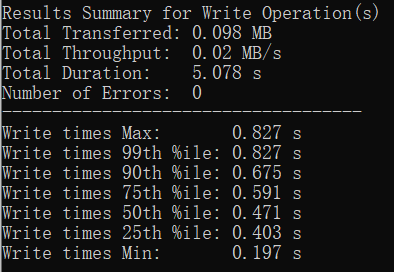 Results Summary for Write Operation(s)
Total Transferred: 0.098 MB
Total Throughput: 0.02 MB/s
Total Duration: 5.078 s
Number of Errors: 0
------------------------------------
Write times Max: 0.827 s
Write times 99th %ile: 0.827 s
Write times 90th %ile: 0.675 s
Write times 75th %ile: 0.591 s
Write times 50th %ile: 0.471 s
Write times 25th %ile: 0.403 s
Write times Min: 0.197 s